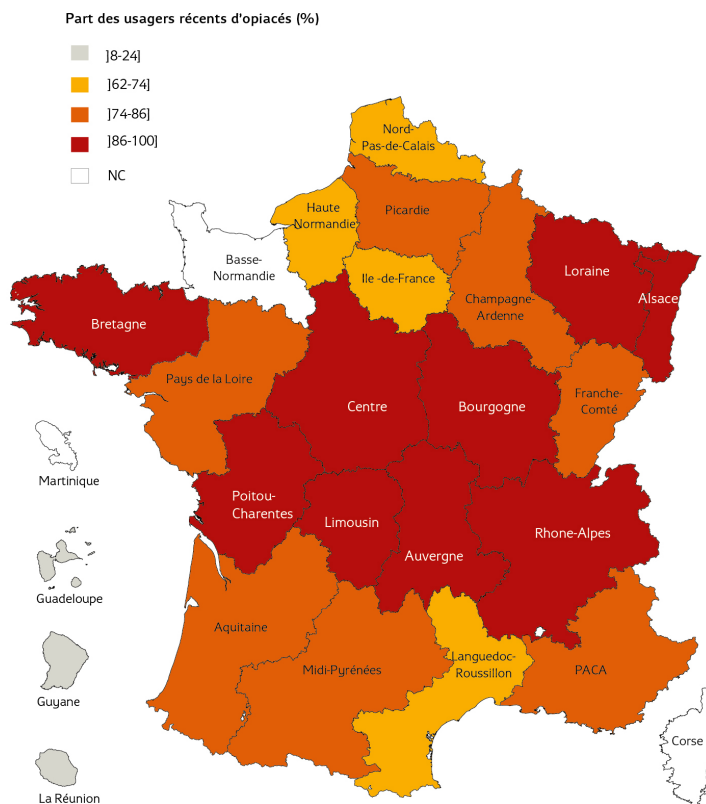 Part des usagers récents d'opiacés (%)
]8-24]
]62-74]
]74-86]
]86-100]
NC
Nord-
Pas-de-Calais
Haute
Normandie
Picardie
Basse-
Normandie
Ile -de-France
Champagne-
Ardenne
Loraine
Alsace
Bretagne
Pays de la Loire
Centre
Bourgogne
Franche-
Comté
Martinique
Poitou-
Charentes
Limousin
Auvergne
Rhone-Alpes
Guadeloupe
Aquitaine
Midi-Pyrénées
Languedoc-
Roussillon
PACA
Guyane
Corse
La Réunion